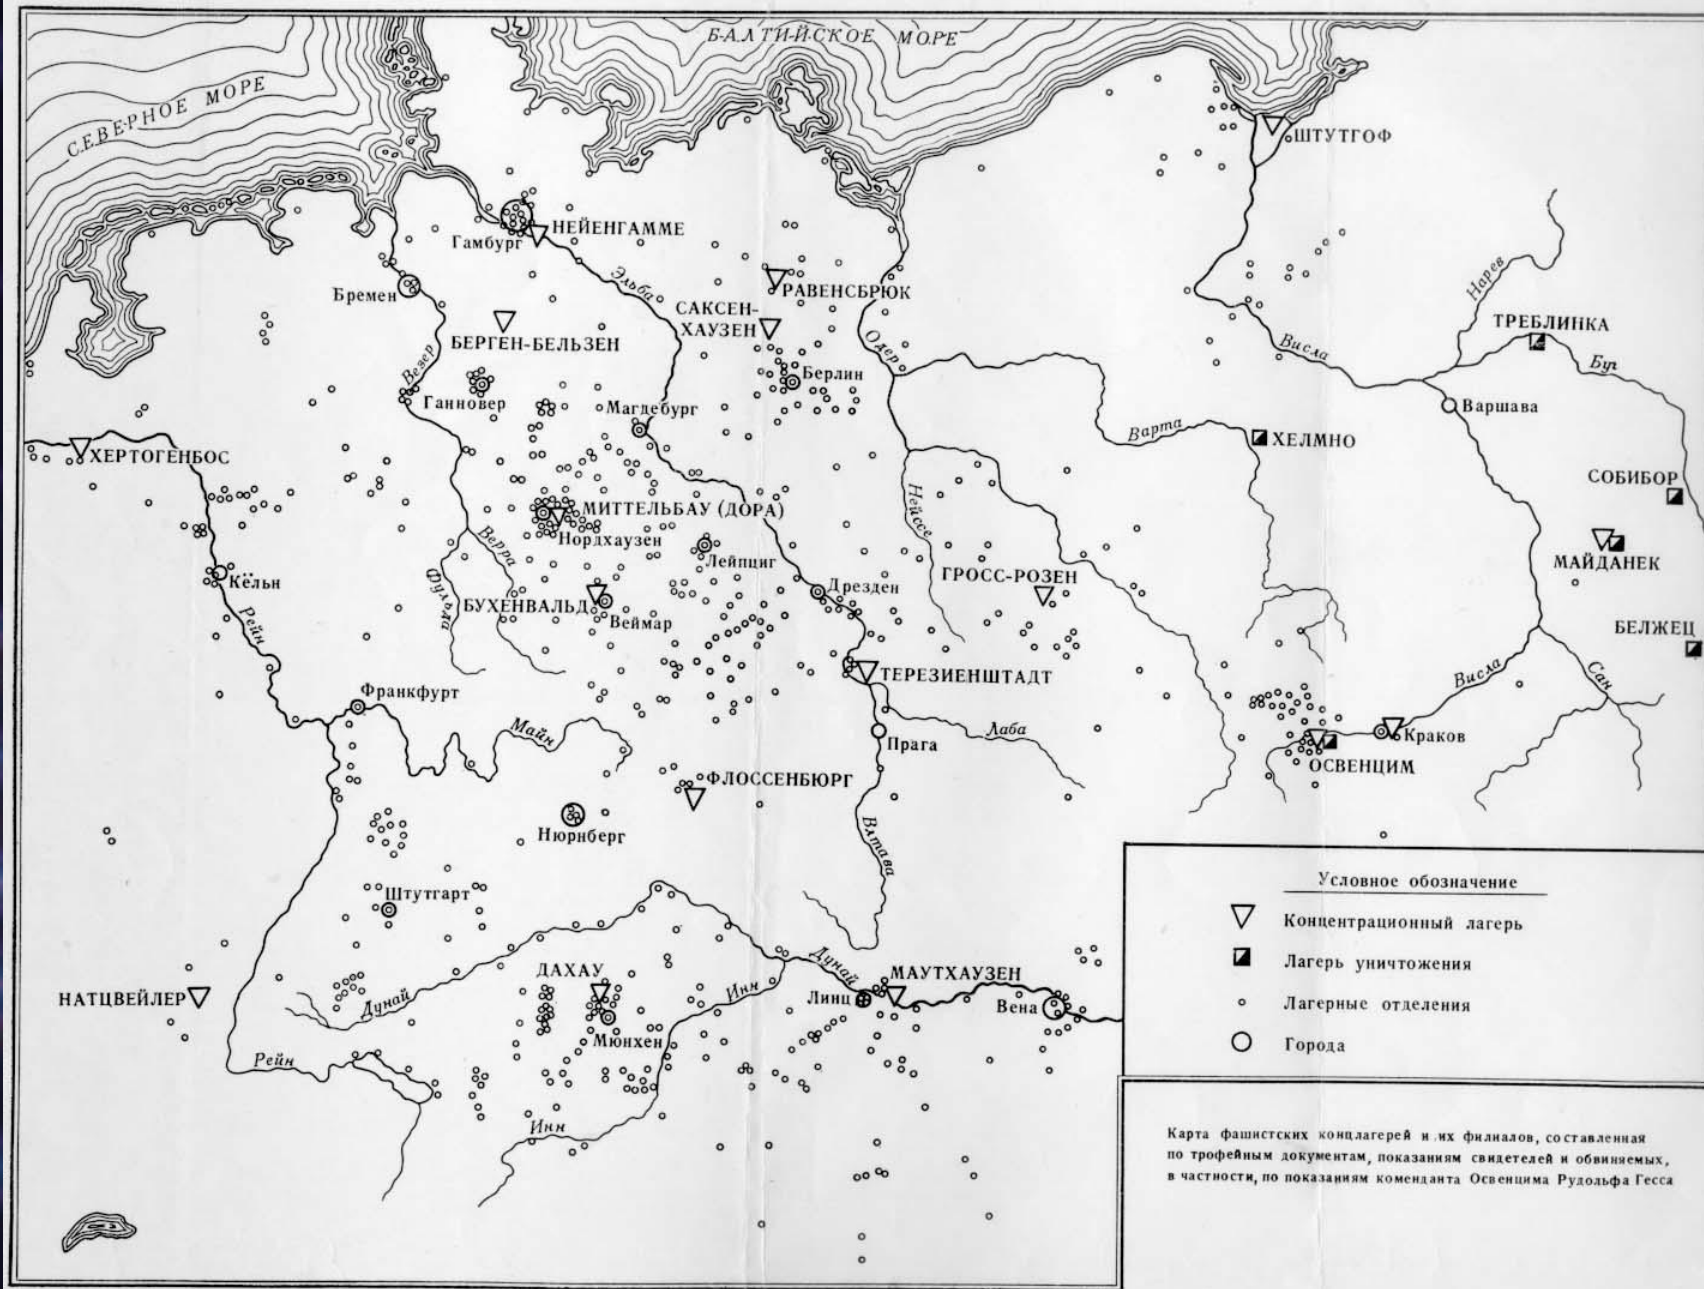 БАЛТИЙСКОЕ МОРЕ
СЕВЕРНОЕ МОРЕ
ШТУТГОФ
НЕЙЕНГАММЕ
Гамбург
Эльба
Нарев
РАВЕНСБРЮК
Бремен
САКСЕН-
ХАУЗЕН
БЕРГЕН-БЕЛЬЗЕН
Одер
Висла
ТРЕБЛИНКА
Буг
Везер
Берлин
Ганновер
Магдебург
Варшава
Варта
ХЕЛМНО
ХЕРТОГЕНБОС
СОБИБОР
Нейссе
МИТТЕЛЬБАУ (ДОРА)
Нордхаузен
Верра
Лейпциг
МАЙДАНЕК
Кёльн
Фульда
ГРОСС-РОЗЕН
Дрезден
БУХЕНВАЛЬД
Веймар
Рейн
БЕЛЖЕЦ
ТЕРЕЗИЕНШТАДТ
Висла
Сан
Франкфурт
Майн
Прага
Лаба
Краков
ОСВЕНЦИМ
ФЛОССЕНБЮРГ
Нюрнберг
Влтава
Штутгарт
Условное обозначение
Концентрационный лагерь
Лагерь уничтожения
Лагерные отделения
Города
НАТЦВЕЙЛЕР
Дунай
ДАХАУ
Мюнхен
Инн
Дунай
МАУТХАУЗЕН
Линц
Вена
Рейн
Инн
Карта фашистских концлагерей и их филиалов, составленная
по трофейным документам, показаниям свидетелей и обвиняемых,
в частности, по показаниям коменданта Освенцима Рудольфа Гесса